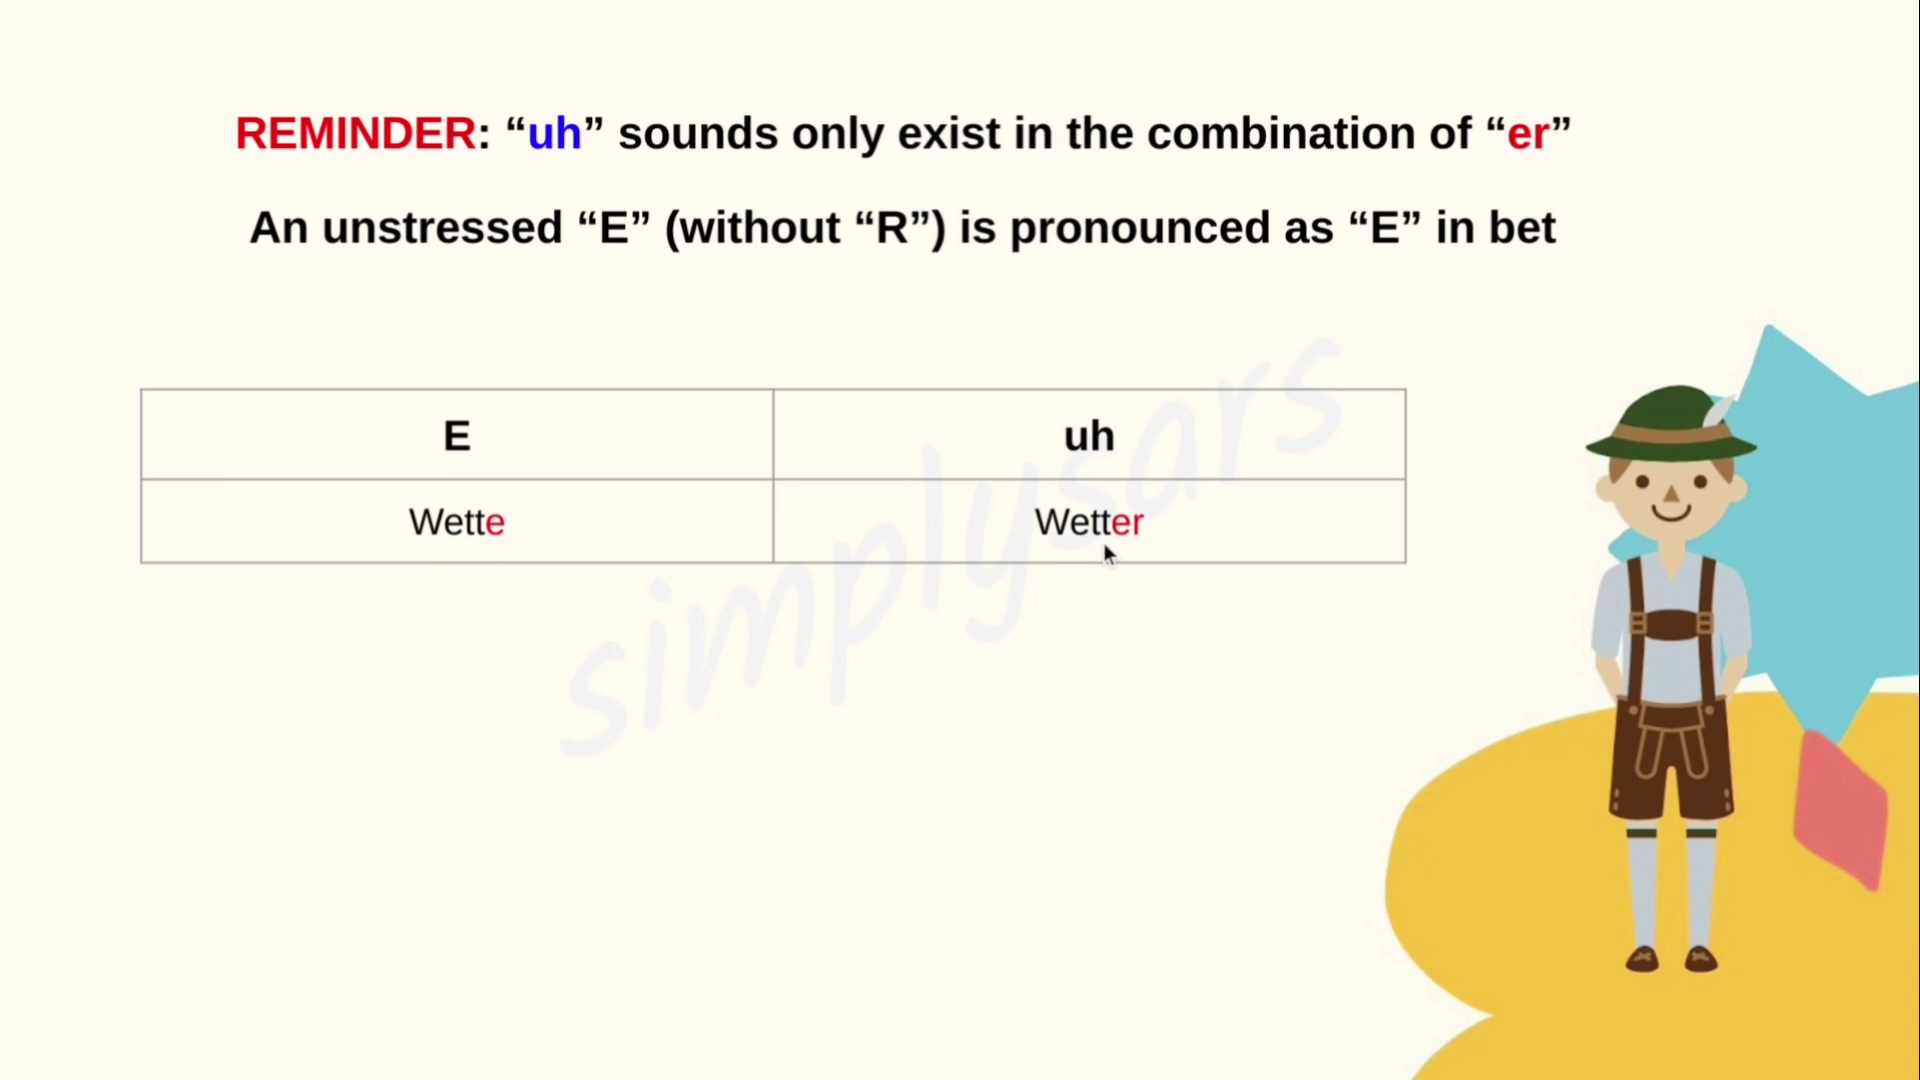 REMINDER: “uh” sounds only exist in the combination of “er”
An unstressed “E” (without “R”) is pronounced as “E” in bet
E
uh
Wette
Wetter
simplysars